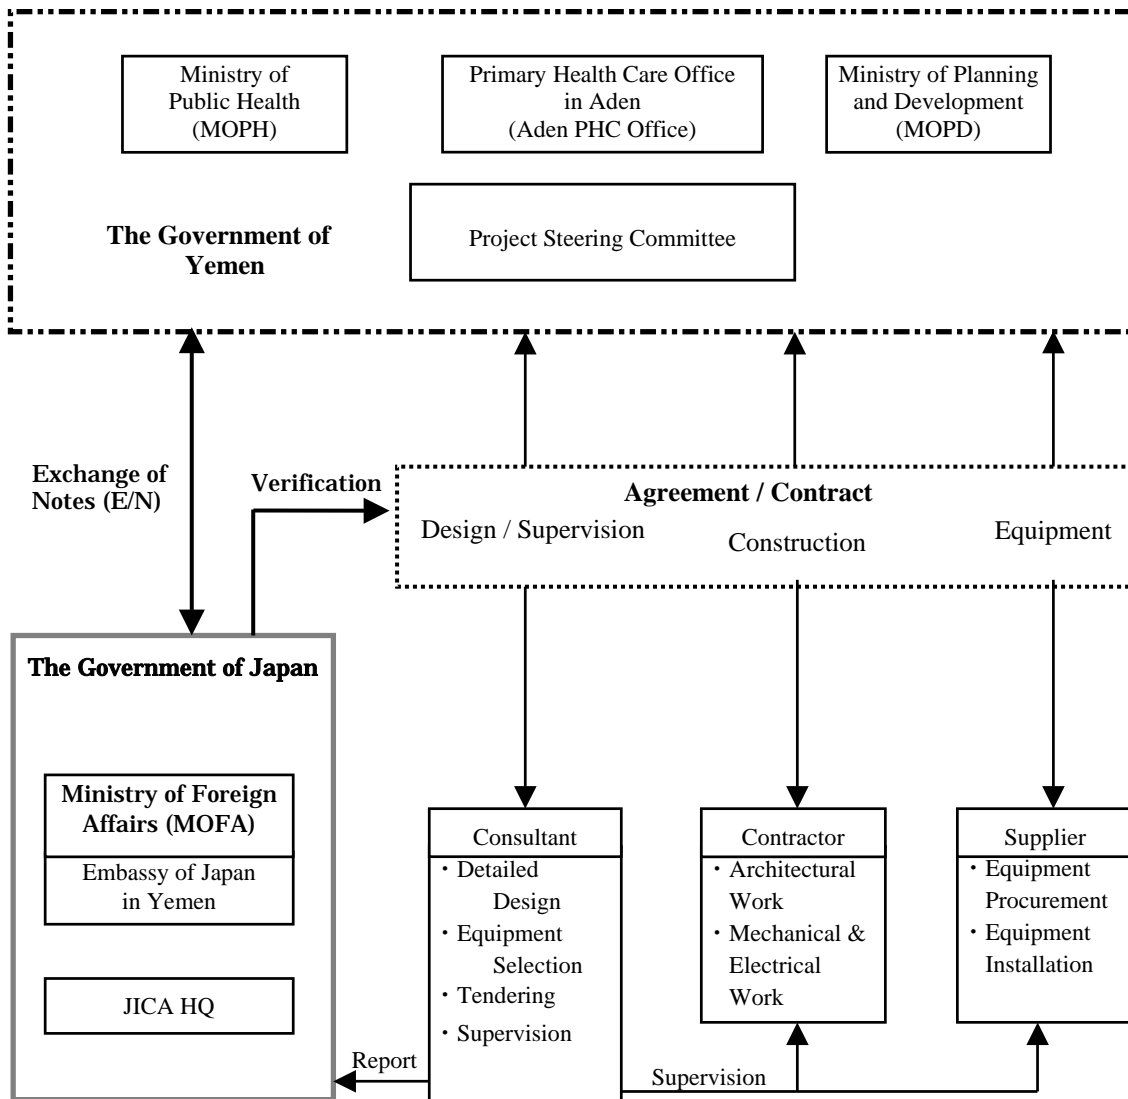 Ministry of
Public Health
(MOPH)
Primary Health Care Office
in Aden
(Aden PHC Office)
Ministry of Planning
and Development
(MOPD)
The Government of
Yemen
Project Steering Committee
Exchange of
Notes (E/N)
Verification
Agreement / Contract
Design / Supervision
Construction
Equipment
The Government of Japan
Ministry of Foreign
Affairs (MOFA)
Embassy of Japan
in Yemen
JICA HQ
Consultant
・Detailed
Design
・Equipment
Selection
・Tendering
・Supervision
Contractor
・Architectural
Work
・Mechanical &
Electrical
Work
Supplier
・Equipment
Procurement
・Equipment
Installation
Report
Supervision